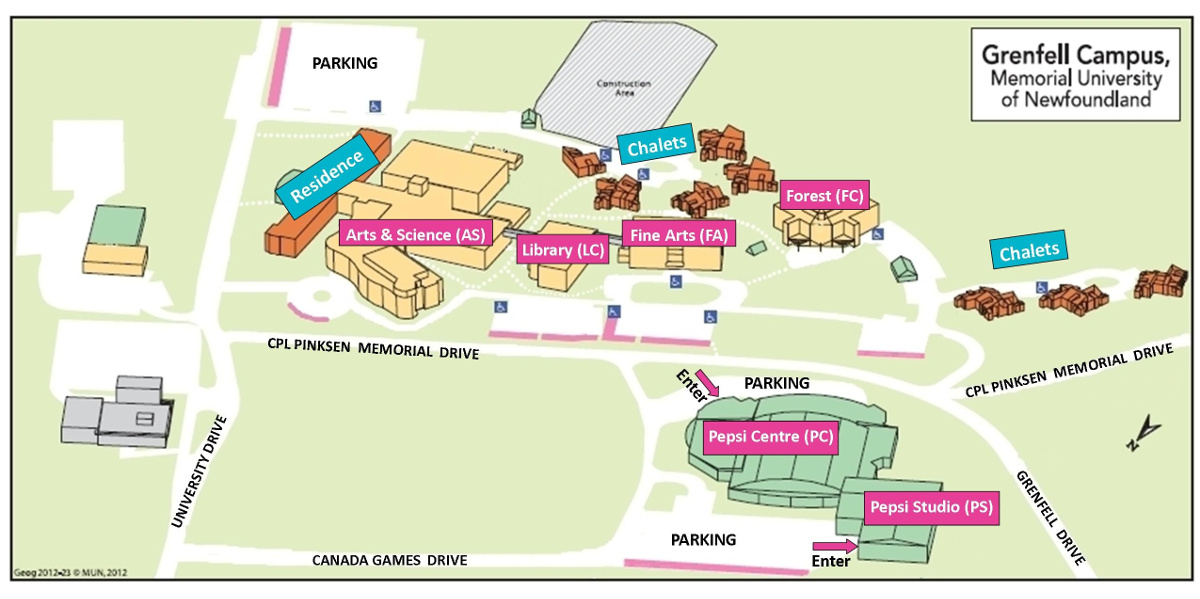 Grenfell Campus,
Memorial University
of Newfoundland
PARKING
Construction
Area
Chalets
Residence
Forest (FC)
Arts & Science (AS)
Library (LC)
Fine Arts (FA)
Chalets
CPL PINKSEN MEMORIAL DRIVE
CPL PINKSEN MEMORIAL DRIVE
Enter
PARKING
Pepsi Centre (PC)
N
UNIVERSITY DRIVE
GRENFELL DRIVE
Pepsi Studio (PS)
PARKING
Enter
CANADA GAMES DRIVE
Geog 2012-23 © MUN, 2012